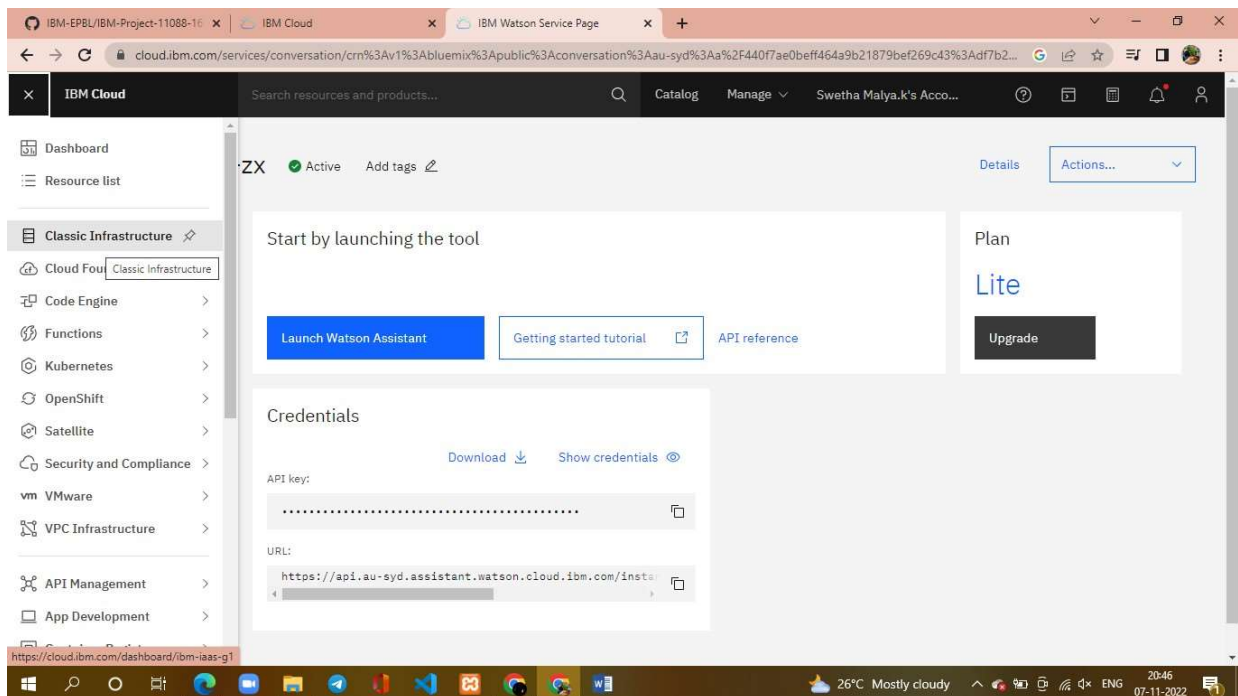 IBM-EPBL/IBM-Project-11088-16
IBM Cloud
IBM Watson Service Page
cloud.ibm.com/services/conversation/crn%3Av1%3Abluemix%3Apublic%3Aconversation%3Aau-syd%3Aa%2F440f7ae0beff464a9b21879bef269c43%3Adf7b2...
IBM Cloud
Search resources and products...
Catalog
Manage
Swetha Malya.k's Acco...
Dashboard
Resource list
Classic Infrastructure
Cloud Fou
Classic Infrastructure
Code Engine
Functions
Kubernetes
OpenShift
Satellite
Security and Compliance
vm VMware
VPC Infrastructure
API Management
App Development
https://cloud.ibm.com/dashboard/ibm-iaas-g1
zx
Active
Add tags
Details
Actions...
Start by launching the tool
Launch Watson Assistant
Getting started tutorial
API reference
Plan
Lite
Upgrade
Credentials
Download
Show credentials
API key:
URL:
https://api.au-syd.assistant.watson.cloud.ibm.com/insta
26°C Mostly cloudy
ENG
20:46
07-11-2022